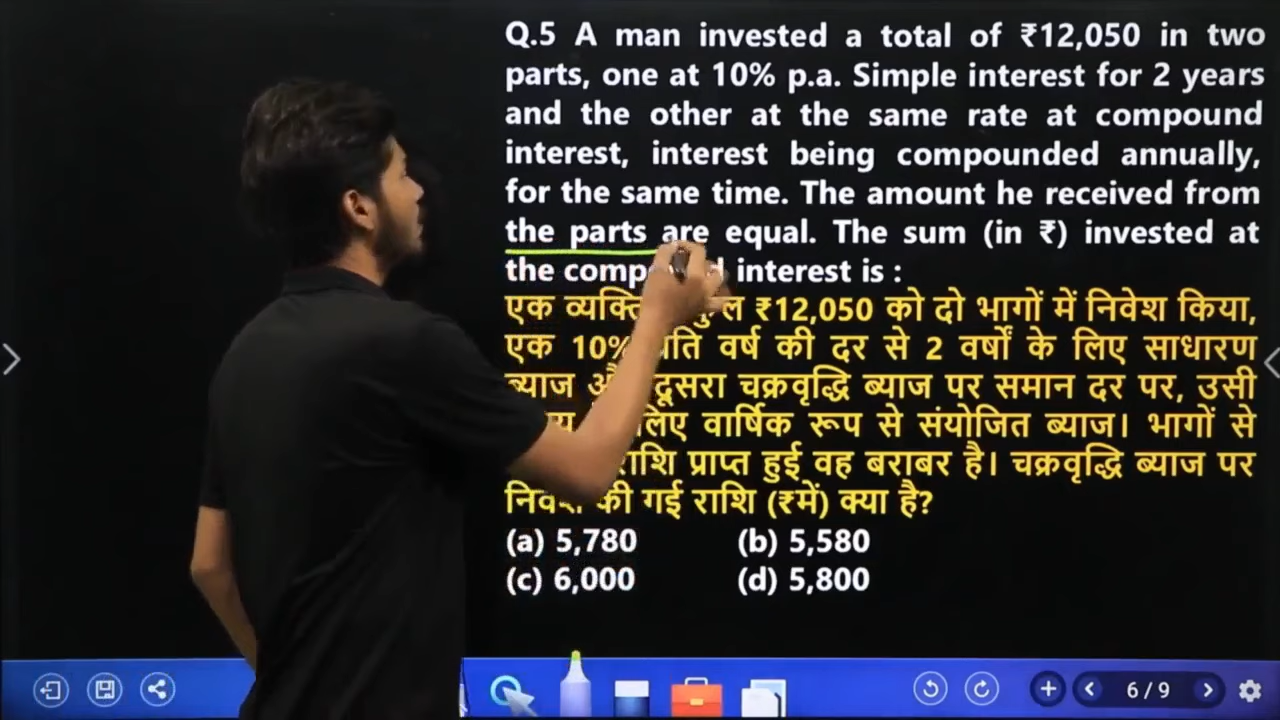 Q.5 A man invested a total of ₹12,050 in two
parts, one at 10% p.a. Simple interest for 2 years
and the other at the same rate at compound
interest, interest being compounded annually,
for the same time. The amount he received from
the parts are equal. The sum (in ₹) invested at
the interest is :
एक ₹12,050 को दो भागों में निवेश किया,
एक वर्ष की दर से 2 वर्षों के लिए साधारण
ब्याज दूसरा चक्रवृद्धि ब्याज पर समान दर पर, उसी
लिए वार्षिक रूप से संयोजित ब्याज। भागों से
प्राप्त हुई वह बराबर है। चक्रवृद्धि ब्याज पर
की गई राशि (₹में) क्या है?
(a) 5,780 (b) 5,580
(c) 6,000 (d) 5,800
6 / 9